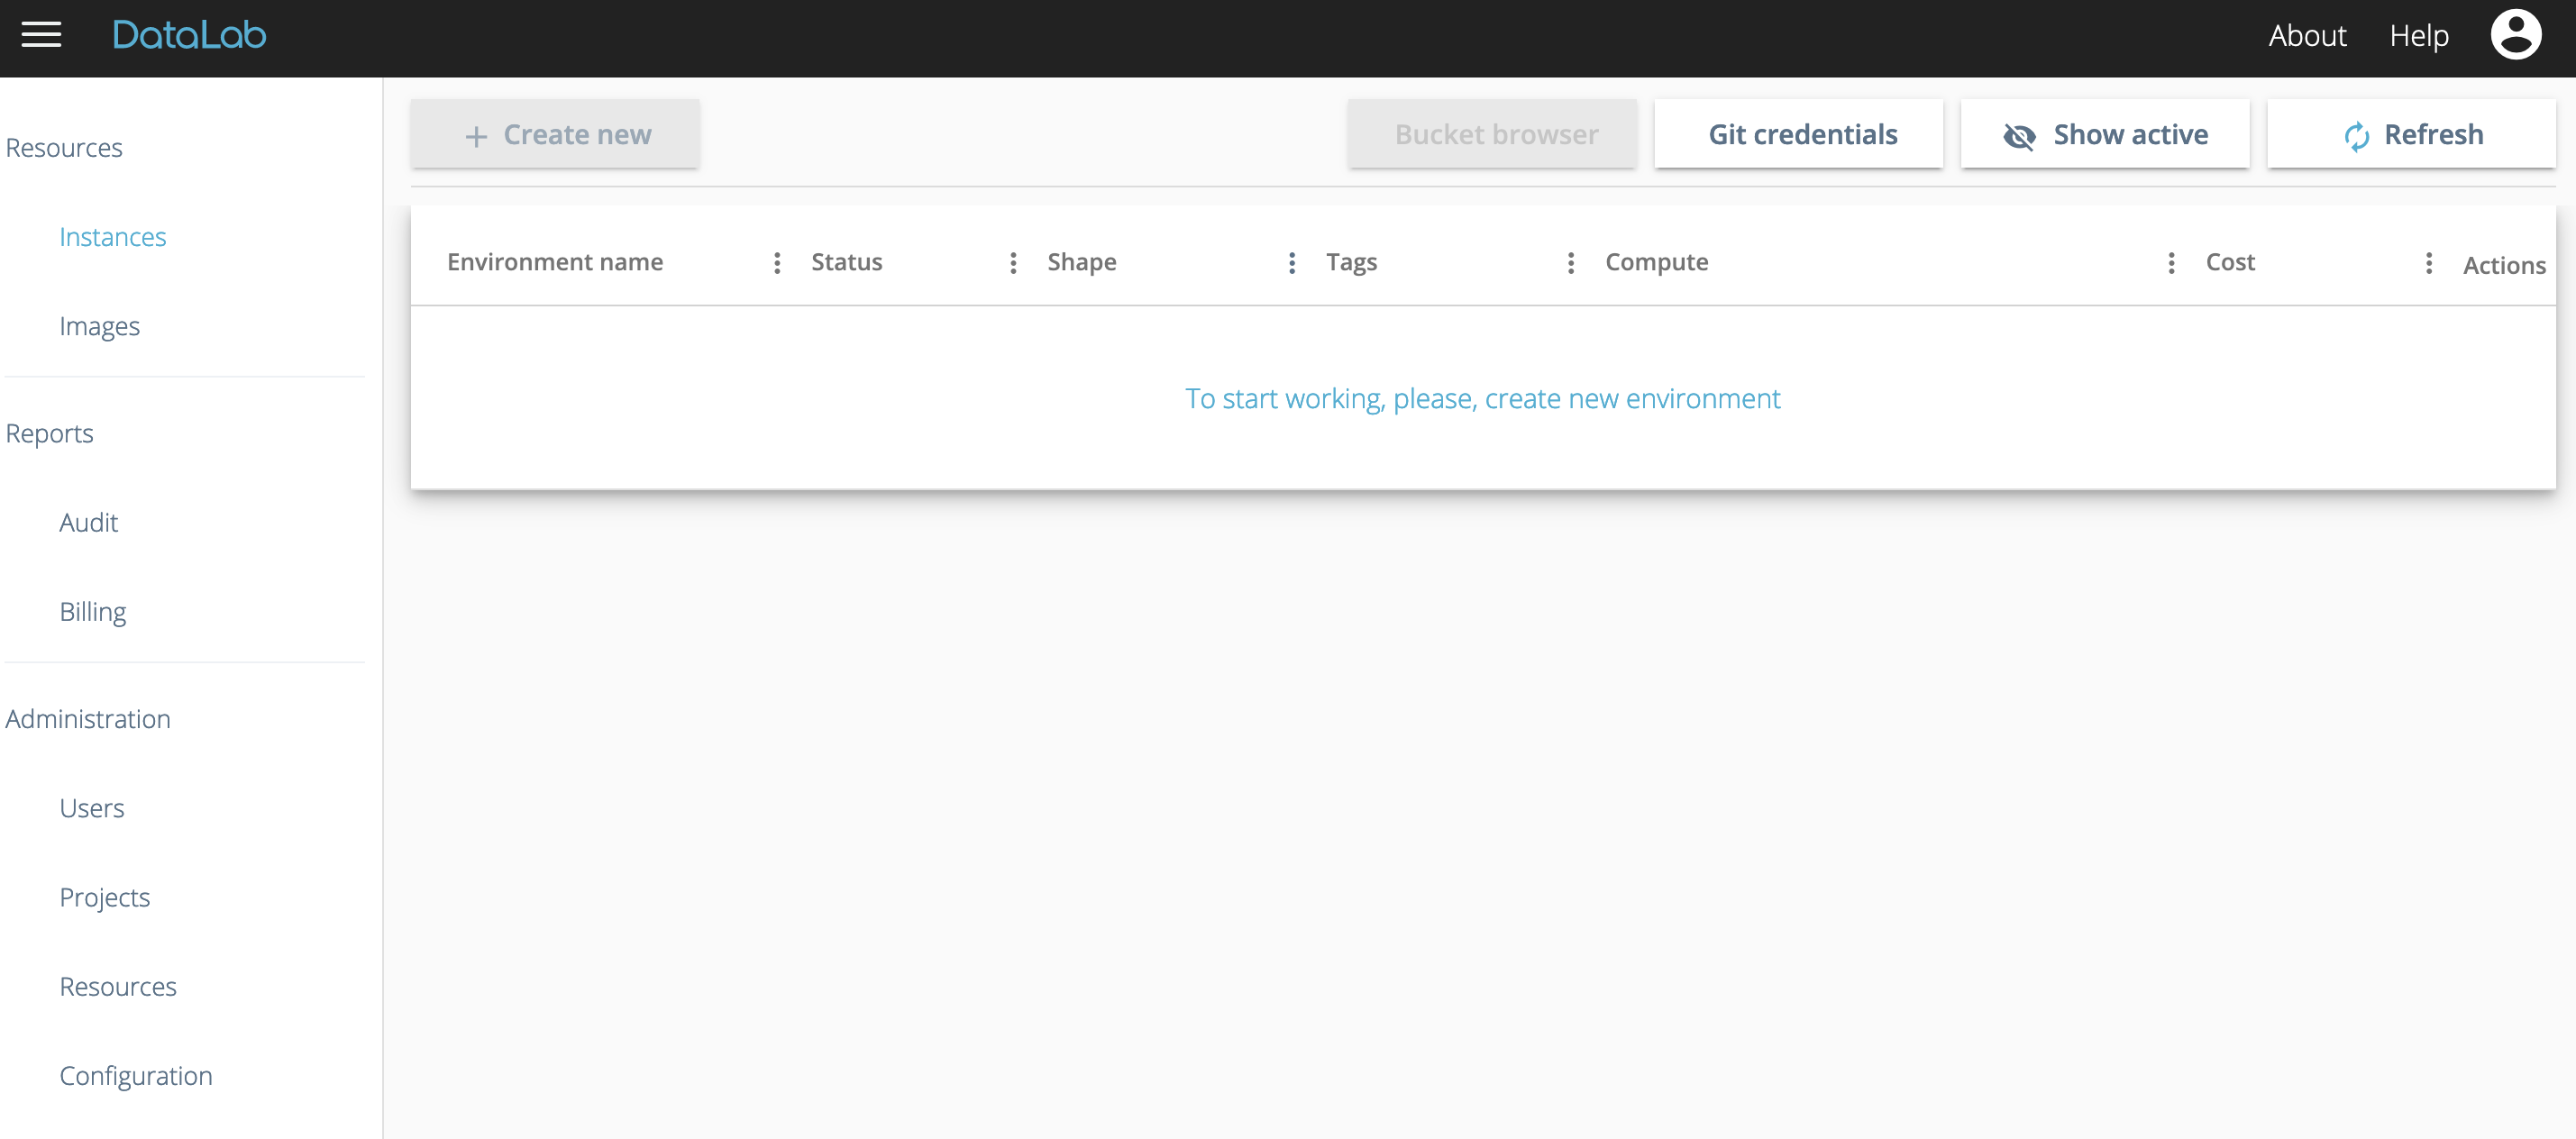 DataLab
About Help
Resources
Instances
Images
Reports
Audit
Billing
Administration
Users
Projects
Resources
Configuration
Create new
Bucket browser
Git credentials
Show active
Refresh
Environment name Status Shape Tags Compute Cost Actions
To start working, please, create new environment